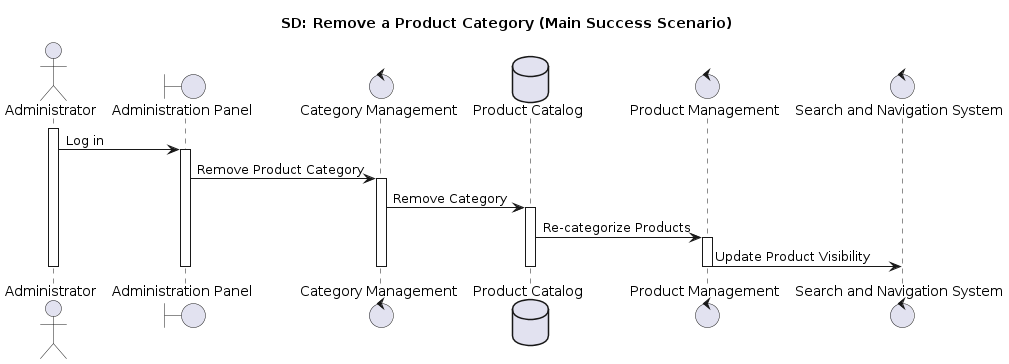 SD: Remove a Product Category (Main Success Scenario)
Administrator Administration Panel Category Management Product Catalog Product Management Search and Navigation System
Log in
Remove Product Category
Remove Category
Re-categorize Products
Update Product Visibility
Administrator Administration Panel Category Management Product Catalog Product Management Search and Navigation System